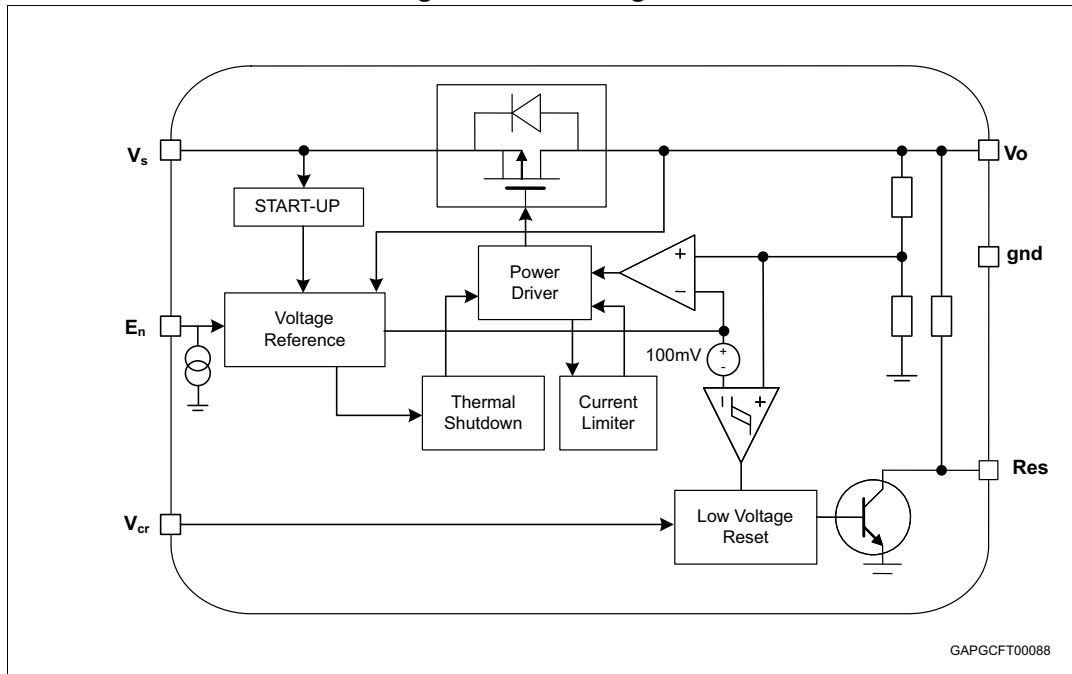 Vs
Vo
START-UP
gnd
Power
Driver
+
−
En
Voltage
Reference
100mV
+
-
Thermal
Shutdown
Current
Limiter
−
+
Res
Vcr
Low Voltage
Reset
GAPGCFT00088